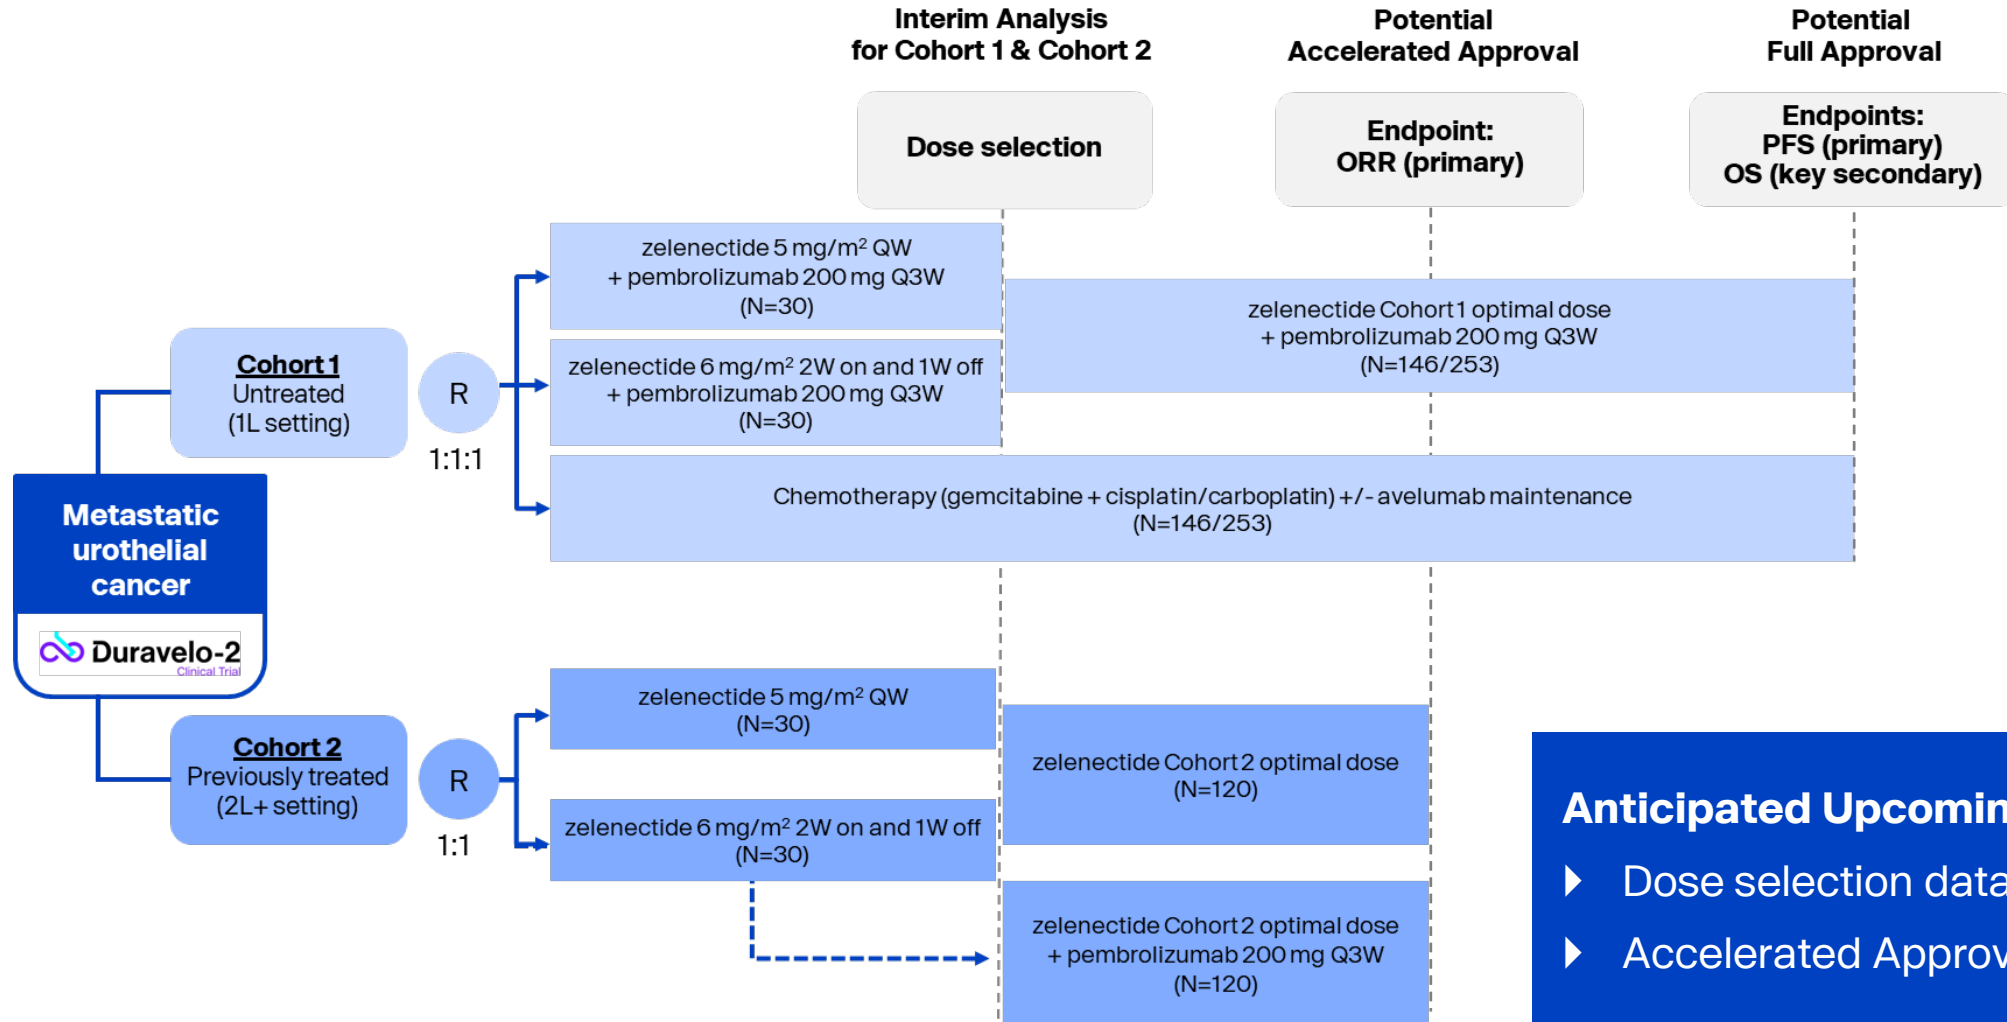 Interim Analysis
for Cohort 1 & Cohort 2
Potential
Accelerated Approval
Potential
Full Approval
Dose selection
Endpoint:
ORR (primary)
Endpoints:
PFS (primary)
OS (key secondary)
zelenectide 5 mg/m² QW
+ pembrolizumab 200 mg Q3W
(N=30)
zelenectide Cohort 1 optimal dose
+ pembrolizumab 200 mg Q3W
(N=146/253)
Cohort 1
Untreated
(1L setting)
R
1:1:1
zelenectide 6 mg/m² 2W on and 1W off
+ pembrolizumab 200 mg Q3W
(N=30)
Chemotherapy (gemcitabine + cisplatin/carboplatin) +/- avelumab maintenance
(N=146/253)
Metastatic
urothelial
cancer
Duravelo-2
Clinical Trial
Cohort 2
Previously treated
(2L+ setting)
R
1:1
zelenectide 5 mg/m² QW
(N=30)
zelenectide 6 mg/m² 2W on and 1W off
(N=30)
zelenectide Cohort 2 optimal dose
(N=120)
zelenectide Cohort 2 optimal dose
+ pembrolizumab 200 mg Q3W
(N=120)
Anticipated Upcomin
Dose selection data
Accelerated Approv